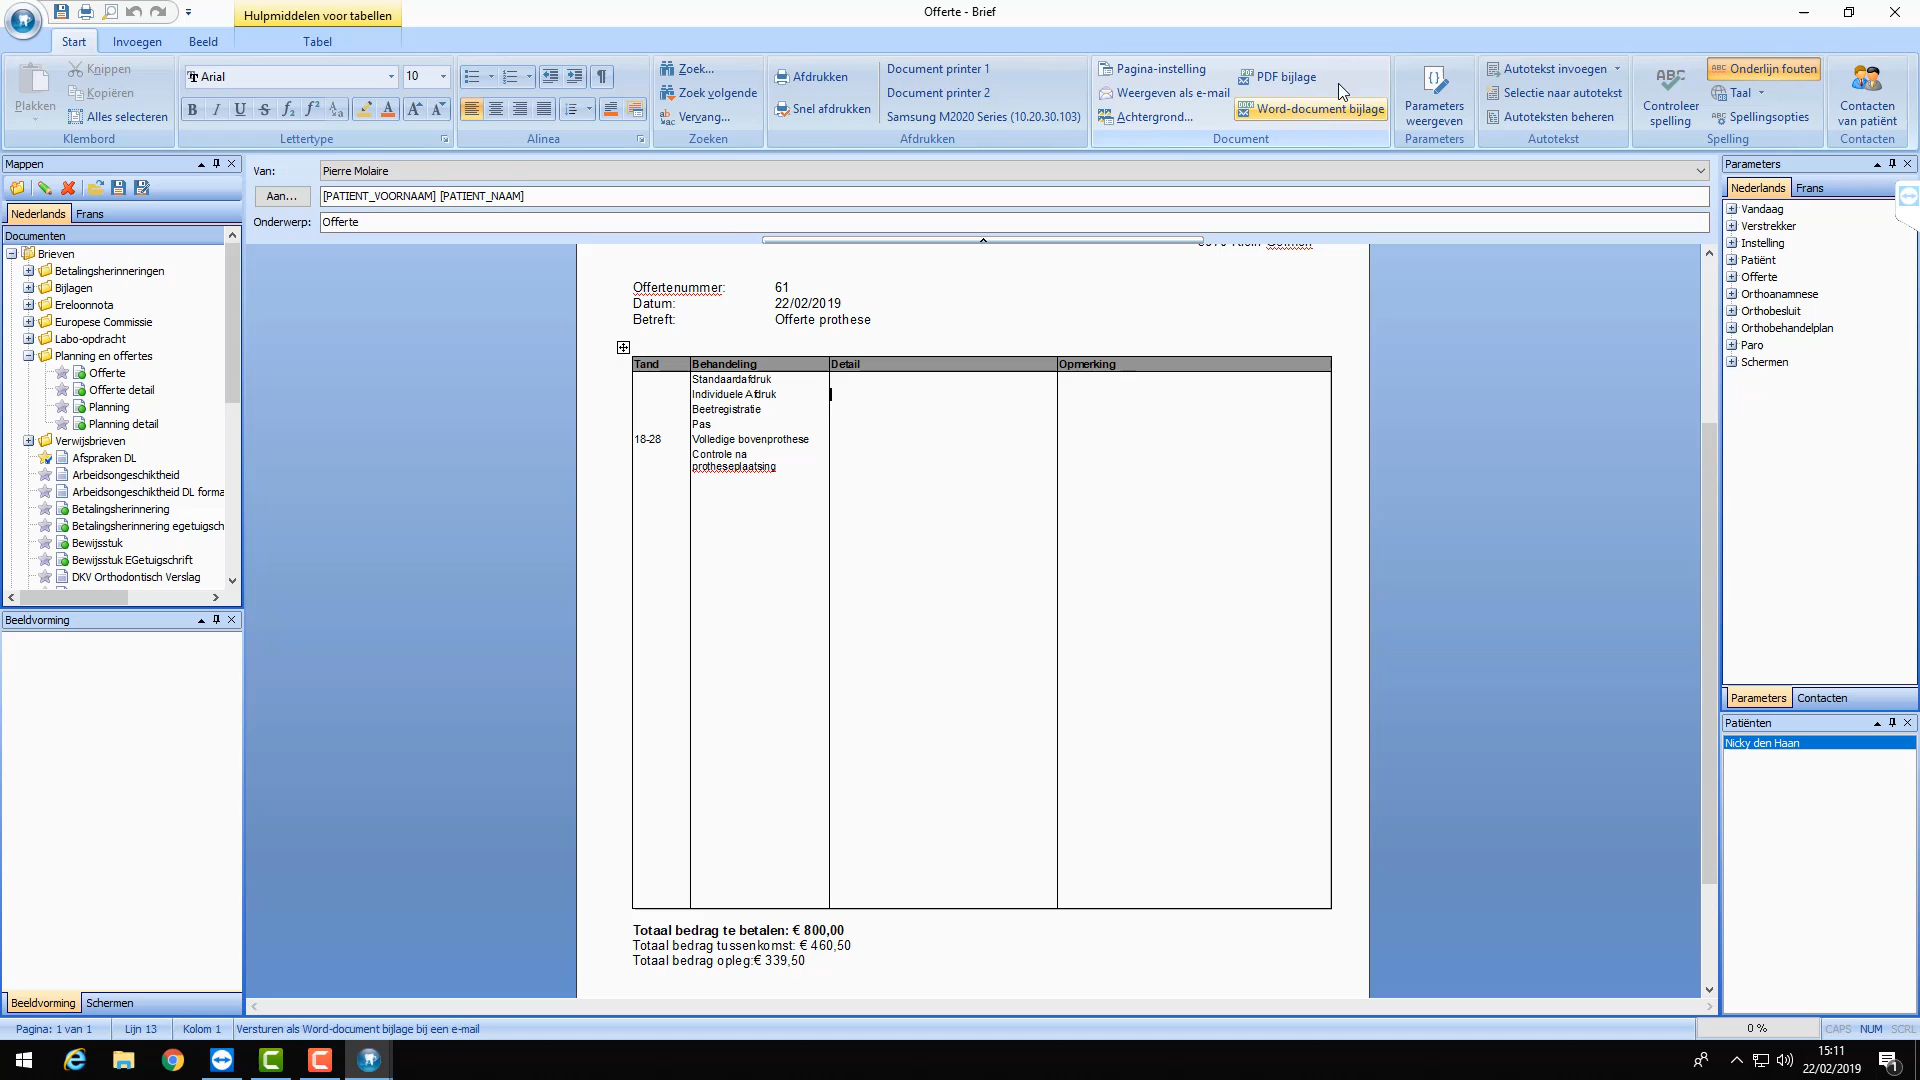 Hulpmiddelen voor tabellen
Offerte - Brief
Start
Invoegen
Beeld
Tabel
Plakken
Knippen
Kopiëren
Alles selecteren
Klembord
Arial
10
Lettertype
Alinea
Zoek...
Zoek volgende
Vervang...
Zoeken
Afdrukken
Snel afdrukken
Document printer 1
Document printer 2
Samsung M2020 Series (10.20.30.103)
Afdrukken
Pagina-instelling
Weergeven als e-mail
Achtergrond...
PDF bijlage
Word-document bijlage
Document
Parameters weergeven
Parameters
Autotekst invoegen
Selectie naar autotekst
Autoteksten beheren
Autotekst
Controleer spelling
Onderlijn fouten
Taal
Spellingsopties
Spelling
Contacten van patiënt
Contacten
Mappen
Nederlands
Frans
Documenten
Brieven
Betalingsherinneringen
Bijlagen
Ereloonnota
Europese Commissie
Labo-opdracht
Planning en offertes
Offerte
Offerte detail
Planning
Planning detail
Verwijsbrieven
Afspraken DL
Arbeidsongeschiktheid
Arbeidsongeschiktheid DL forma
Betalingsherinnering
Betalingsherinnering egetuigsch
Bewijsstuk
Bewijsstuk EGetuigschrift
DKV Orthodontisch Verslag
Beeldvorming
Beeldvorming
Schermen
Van:
Pierre Molaire
Aan...
[PATIENT_VOORNAAM] [PATIENT_NAAM]
Onderwerp:
Offerte
Offertenummer: 61
Datum: 22/02/2019
Betreft: Offerte prothese
Tand Behandeling Detail Opmerking
Standaardafdruk
Individuele Afdruk
Beetregistratie
Pas
18-28 Volledige bovenprothese
Controle na
protheseplaatsing
Totaal bedrag te betalen: € 800,00
Totaal bedrag tussenkomst: € 460,50
Totaal bedrag opleg:€ 339,50
Parameters
Nederlands
Frans
Vandaag
Verstrekker
Instelling
Patiënt
Offerte
Orthoanamnese
Orthobesluit
Orthobehandelplan
Paro
Schermen
Parameters
Contacten
Patiënten
Nicky den Haan
Pagina: 1 van 1
Lijn 13
Kolom 1
Versturen als Word-document bijlage bij een e-mail
0 %
CAPS
NUM
SCRL
15:11
22/02/2019
1